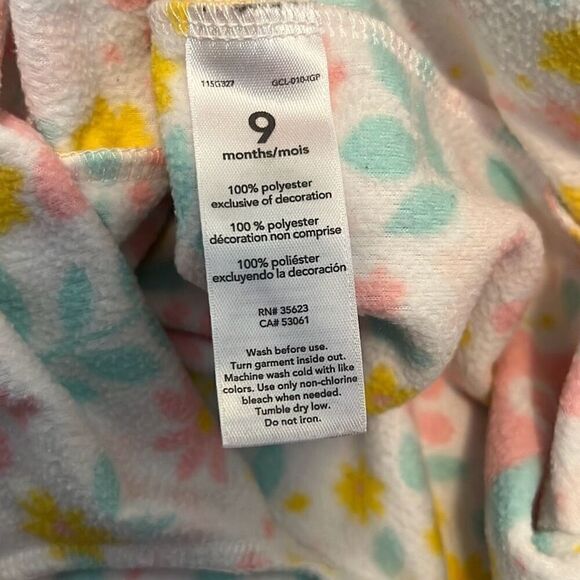 115G327 GCL-010-IGP
9
months/mois
100% polyester
exclusive of decoration
100 % polyester
décoration non comprise
100% poliéster
excluyendo la decoración
RN# 35623
CA# 53061
Wash before use.
Turn garment inside out.
Machine wash cold with like
colors. Use only non-chlorine
bleach when needed.
Tumble dry low.
Do not iron.